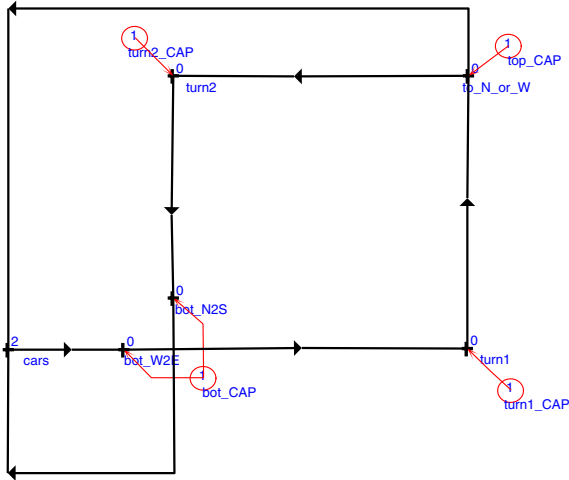 1
turn2_CAP
1
top_CAP
0
turn2
0
to_N_or_W
0
bot_N2S
2
cars
0
bot_W2E
0
turn1
1
bot_CAP
1
turn1_CAP